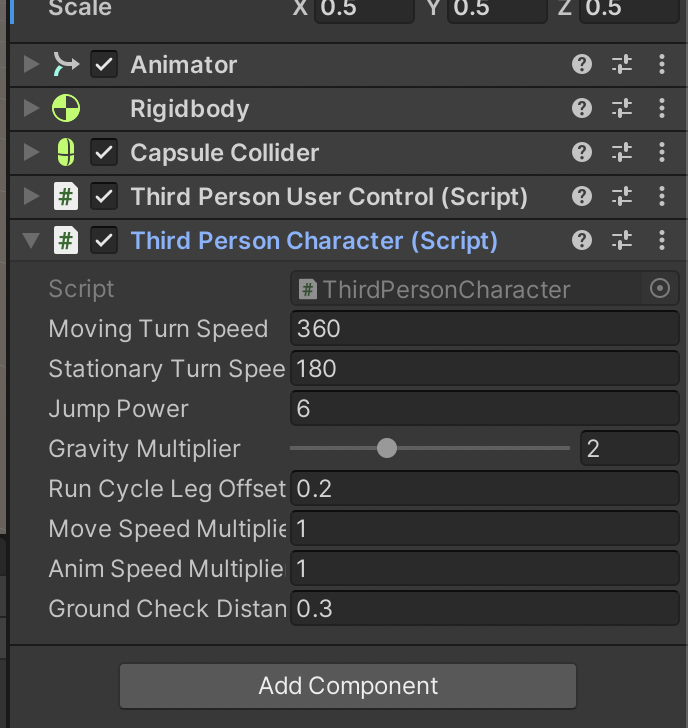 Scale X 0.5 Y 0.5 Z 0.5
Animator
Rigidbody
Capsule Collider
# Third Person User Control (Script)
# Third Person Character (Script)
Script # ThirdPersonCharacter
Moving Turn Speed 360
Stationary Turn Spee 180
Jump Power 6
Gravity Multiplier 2
Run Cycle Leg Offset 0.2
Move Speed Multiplie 1
Anim Speed Multiplie 1
Ground Check Distan 0.3
Add Component